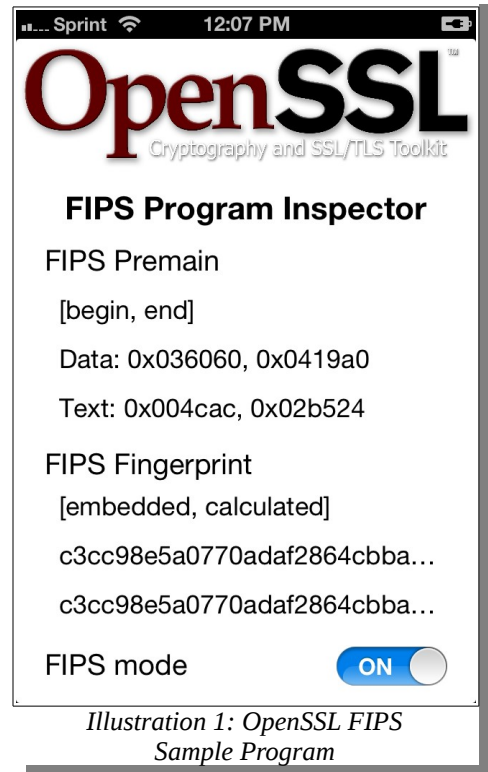 Sprint 12:07 PM
OpenSSL™
Cryptography and SSL/TLS Toolkit
FIPS Program Inspector
FIPS Premain
[begin, end]
Data: 0x036060, 0x0419a0
Text: 0x004cac, 0x02b524
FIPS Fingerprint
[embedded, calculated]
c3cc98e5a0770adaf2864cbba...
c3cc98e5a0770adaf2864cbba...
FIPS mode ON
Illustration 1: OpenSSL FIPS
Sample Program